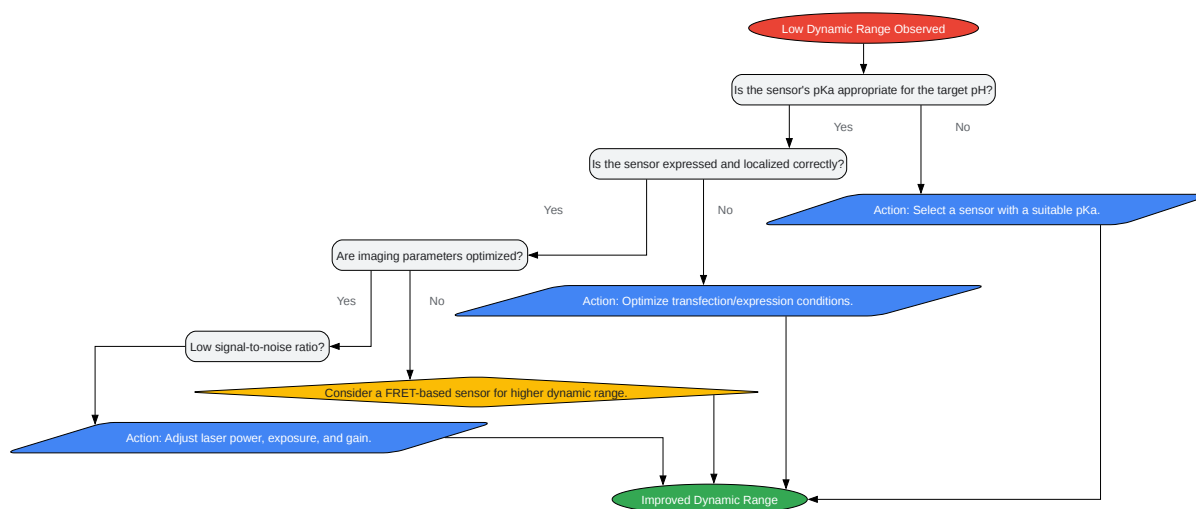 Low Dynamic Range Observed
Is the sensor's pKa appropriate for the target pH?
Yes
No
Is the sensor expressed and localized correctly?
Yes
No
Action: Select a sensor with a suitable pKa.
Are imaging parameters optimized?
Yes
No
Action: Optimize transfection/expression conditions.
Low signal-to-noise ratio?
Consider a FRET-based sensor for higher dynamic range.
Action: Adjust laser power, exposure, and gain.
Improved Dynamic Range